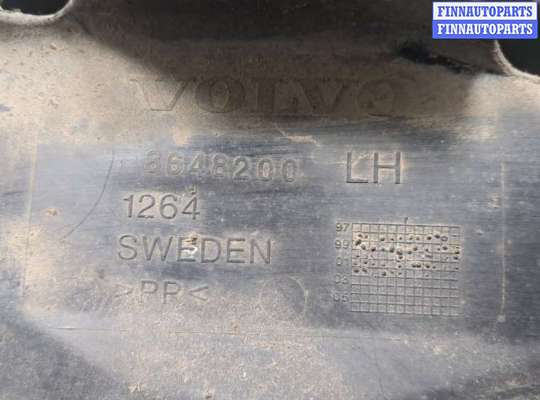 FINNAUTOPARTS
FINNAUTOPARTS
VOLVO
8648200 LH
1264
SWEDEN
>PP<
97
99
01
03
05